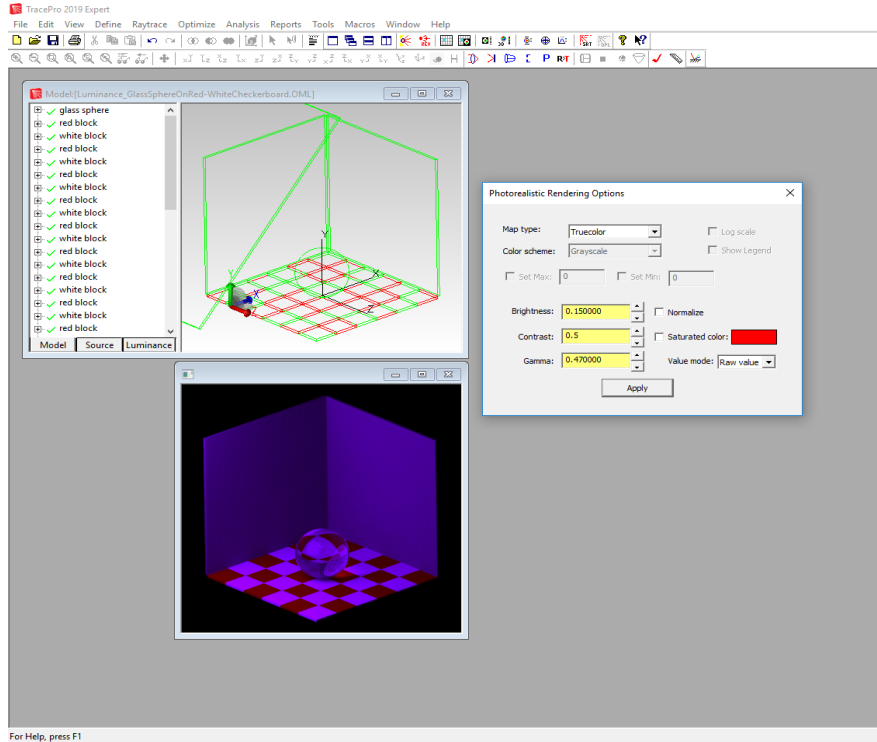 TracePro 2019 Expert
File Edit View Define Raytrace Optimize Analysis Reports Tools Macros Window Help
Model:[Luminance_GlassSphereOnRed-WhiteCheckerboard.OML]
glass sphere
red block
white block
red block
white block
red block
white block
red block
white block
red block
white block
red block
white block
red block
white block
red block
white block
red block
Model Source Luminance
Y
X
Z
Y
X
Z
Photorealistic Rendering Options
Map type: Truecolor Log scale
Color scheme: Grayscale Show Legend
Set Max: 0 Set Min: 0
Brightness: 0.150000 Normalize
Contrast: 0.5 Saturated color:
Gamma: 0.470000 Value mode: Raw value
Apply
For Help, press F1